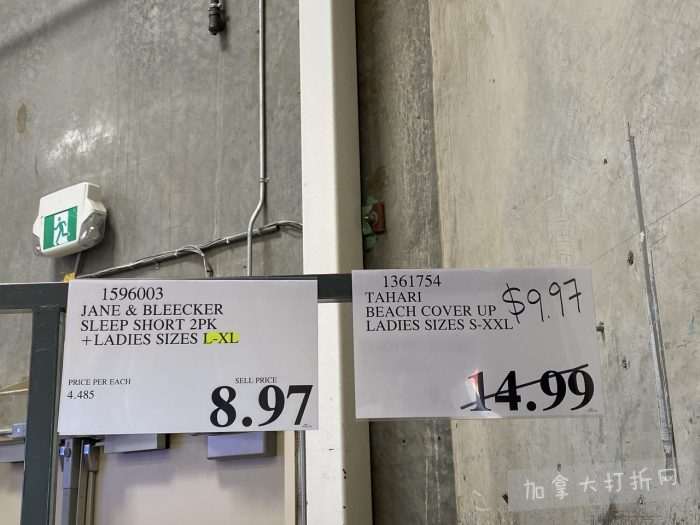 1596003
JANE & BLEECKER
SLEEP SHORT 2PK
+LADIES SIZES L-XL
PRICE PER EACH
4.485
SELL PRICE
8.97
1361754
TAHARI
BEACH COVER UP
LADIES SIZES S-XXL
$9.97
14.99
加拿大打折网